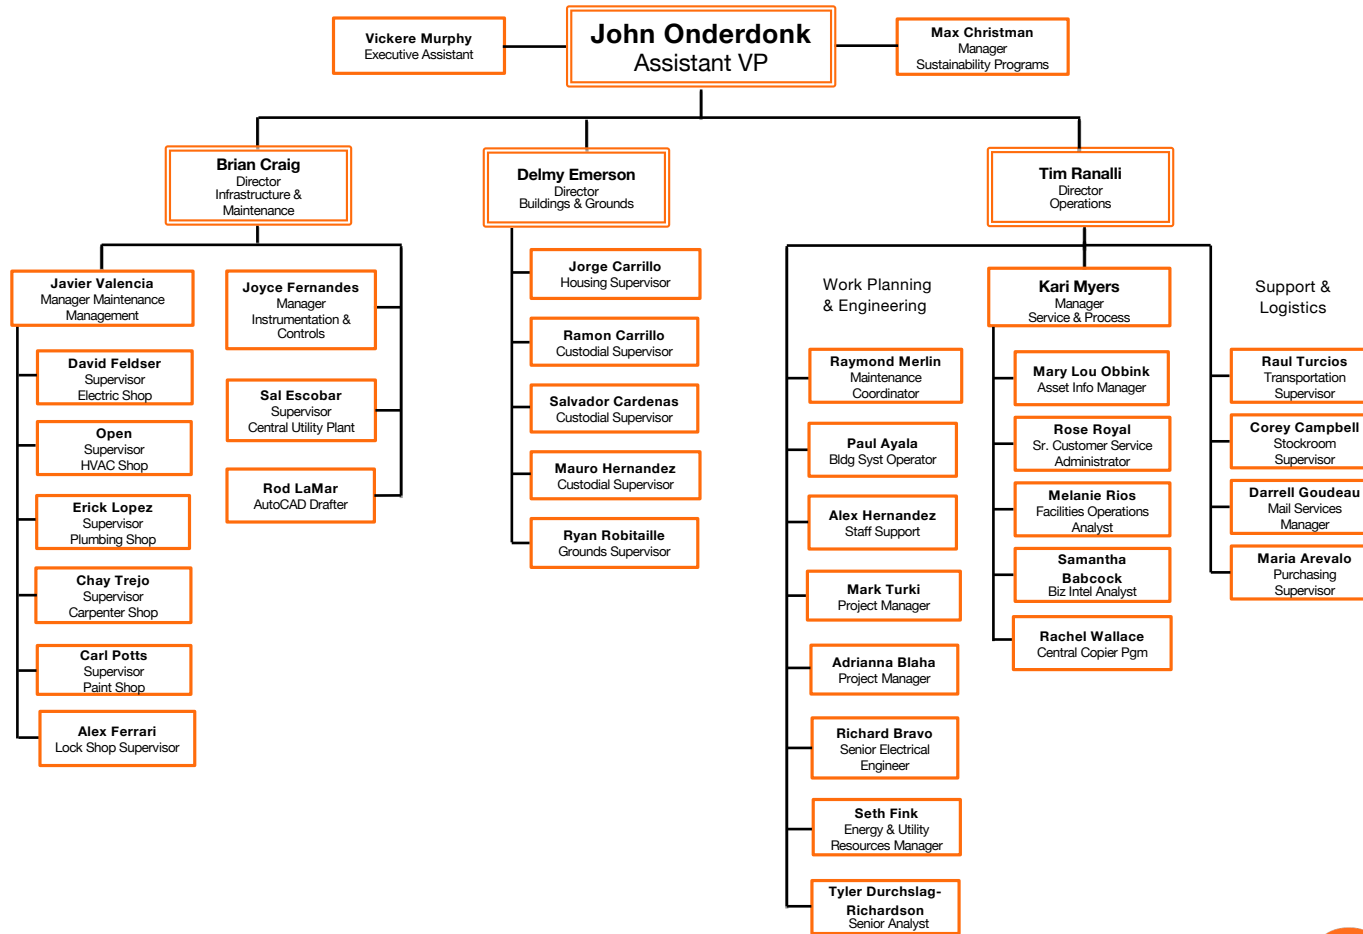 Vickere Murphy
Executive Assistant
John Onderdonk
Assistant VP
Max Christman
Manager
Sustainability Programs
Brian Craig
Director
Infrastructure &
Maintenance
Delmy Emerson
Director
Buildings & Grounds
Tim Ranalli
Director
Operations
Javier Valencia
Manager Maintenance
Management
David Feldser
Supervisor
Electric Shop
Open
Supervisor
HVAC Shop
Erick Lopez
Supervisor
Plumbing Shop
Chay Trejo
Supervisor
Carpenter Shop
Carl Potts
Supervisor
Paint Shop
Alex Ferrari
Lock Shop Supervisor
Joyce Fernandes
Manager
Instrumentation &
Controls
Sal Escobar
Supervisor
Central Utility Plant
Rod LaMar
AutoCAD Drafter
Jorge Carrillo
Housing Supervisor
Ramon Carrillo
Custodial Supervisor
Salvador Cardenas
Custodial Supervisor
Mauro Hernandez
Custodial Supervisor
Ryan Robitaille
Grounds Supervisor
Work Planning
& Engineering
Raymond Merlin
Maintenance
Coordinator
Paul Ayala
Bldg Syst Operator
Alex Hernandez
Staff Support
Mark Turki
Project Manager
Adrianna Blaha
Project Manager
Richard Bravo
Senior Electrical
Engineer
Seth Fink
Energy & Utility
Resources Manager
Tyler Durchslag-
Richardson
Senior Analyst
Kari Myers
Manager
Service & Process
Mary Lou Obbink
Asset Info Manager
Rose Royal
Sr. Customer Service
Administrator
Melanie Rios
Facilities Operations
Analyst
Samantha
Babcock
Biz Intel Analyst
Rachel Wallace
Central Copier Pgm
Support &
Logistics
Raul Turcios
Transportation
Supervisor
Corey Campbell
Stockroom
Supervisor
Darrell Goudeau
Mail Services
Manager
Maria Arevalo
Purchasing
Supervisor